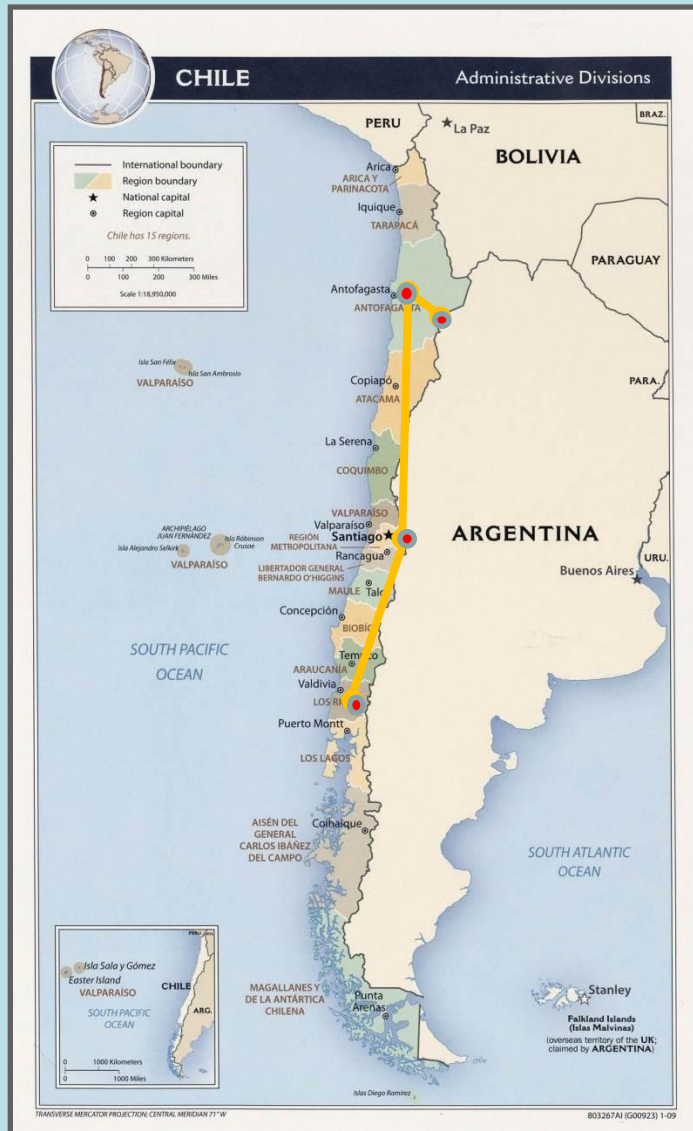 CHILE
Administrative Divisions
International boundary
Region boundary
National capital
Region capital
Chile has 15 regions.
0 100 200 300 Kilometers
0 100 200 300 Miles
Scale 1:18,950,000
PERU
La Paz
BRAZ.
BOLIVIA
Arica
ARICA Y
PARINACOTA
Iquique
TARAPACÁ
PARAGUAY
Antofagasta
Isla San Félix
Isla San Ambrosio
VALPARAÍSO
Copiapó
ATACAMA
PARA.
La Serena
COQUIMBO
VALPARAÍSO
Valparaíso
Santiago
REGIÓN
METROPOLITANA
Rancagua
LIBERTADOR GENERAL
BERNARDO O'HIGGINS
ARCHIPIÉLAGO
JUAN FERNÁNDEZ
Isla Róbinson
Crusoe
Isla Alejandro Selkirk
VALPARAÍSO
ARGENTINA
URU.
Buenos Aires
MAULE
Concepción
SOUTH PACIFIC
OCEAN
ARAUCANÍA
Valdivia
Puerto Montt
LOS LAGOS
AISÉN DEL
GENERAL
CARLOS IBÁÑEZ
DEL CAMPO
Coihaique
SOUTH ATLANTIC
OCEAN
MAGALLANES Y
DE LA ANTÁRTICA
CHILENA
Punta
Arenas
Stanley
Falkland Islands
(Islas Malvinas)
(overseas territory of the UK;
claimed by ARGENTINA)
Islas Diego Ramírez
PERU
Isla Sala y Gómez
Easter Island
VALPARAÍSO
CHILE
SOUTH PACIFIC
OCEAN
ARG.
0 1000 Kilometers
0 1000 Miles
TRANSVERSE MERCATOR PROJECTION; CENTRAL MERIDIAN 71° W
803267AI (G00923) 1-09